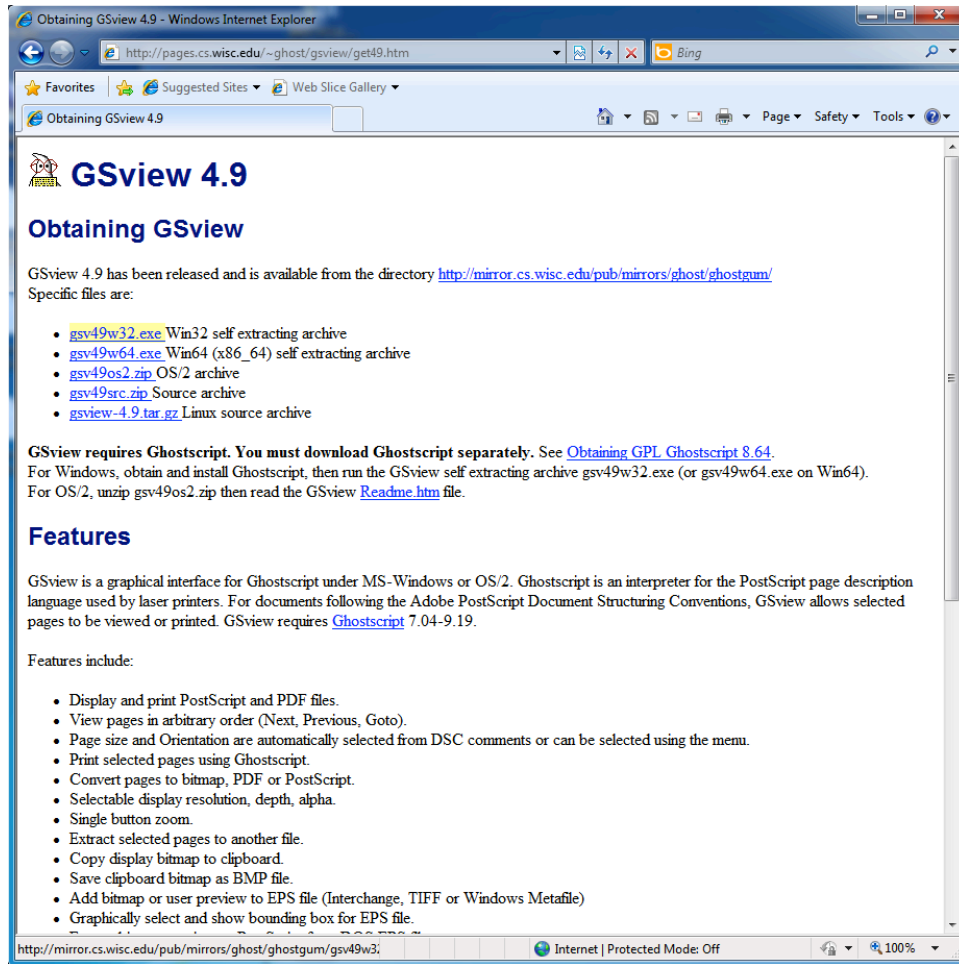 Obtaining GSview 4.9 - Windows Internet Explorer
http://pages.cs.wisc.edu/~ghost/gsview/get49.htm
Bing
Favorites Suggested Sites Web Slice Gallery
Obtaining GSview 4.9
Page Safety Tools
GSview 4.9
Obtaining GSview
GSview 4.9 has been released and is available from the directory http://mirror.cs.wisc.edu/pub/mirrors/ghost/ghostgum/
Specific files are:
• gsv49w32.exe Win32 self extracting archive
• gsv49w64.exe Win64 (x86_64) self extracting archive
• gsv49os2.zip OS/2 archive
• gsv49src.zip Source archive
• gsview-4.9.tar.gz Linux source archive
GSview requires Ghostscript. You must download Ghostscript separately. See Obtaining GPL Ghostscript 8.64.
For Windows, obtain and install Ghostscript, then run the GSview self extracting archive gsv49w32.exe (or gsv49w64.exe on Win64).
For OS/2, unzip gsv49os2.zip then read the GSview Readme.htm file.
Features
GSview is a graphical interface for Ghostscript under MS-Windows or OS/2. Ghostscript is an interpreter for the PostScript page description
language used by laser printers. For documents following the Adobe PostScript Document Structuring Conventions, GSview allows selected
pages to be viewed or printed. GSview requires Ghostscript 7.04-9.19.
Features include:
• Display and print PostScript and PDF files.
• View pages in arbitrary order (Next, Previous, Goto).
• Page size and Orientation are automatically selected from DSC comments or can be selected using the menu.
• Print selected pages using Ghostscript.
• Convert pages to bitmap, PDF or PostScript.
• Selectable display resolution, depth, alpha.
• Single button zoom.
• Extract selected pages to another file.
• Copy display bitmap to clipboard.
• Save clipboard bitmap as BMP file.
• Add bitmap or user preview to EPS file (Interchange, TIFF or Windows Metafile)
• Graphically select and show bounding box for EPS file.
http://mirror.cs.wisc.edu/pub/mirrors/ghost/ghostgum/gsv49w3
Internet | Protected Mode: Off
100%